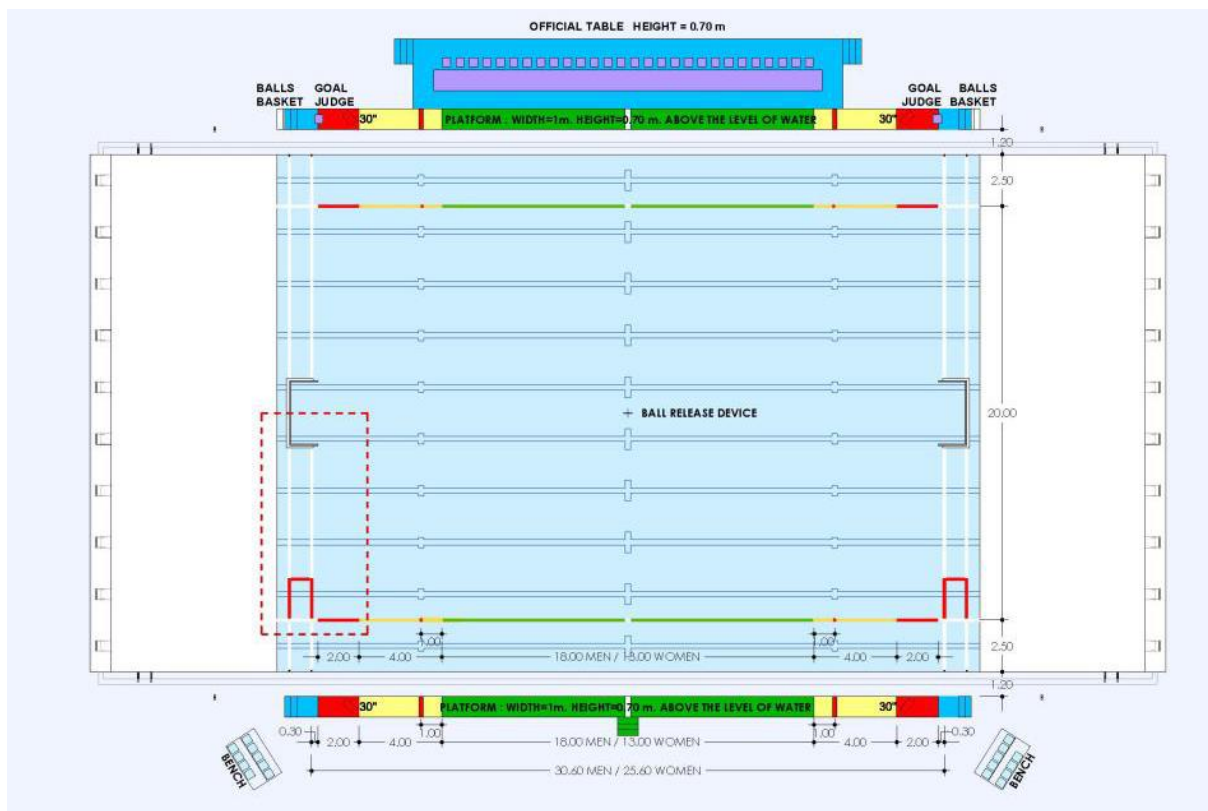 OFFICIAL TABLE HEIGHT = 0.70 m
BALLS BASKET
GOAL JUDGE
GOAL JUDGE
BALLS BASKET
30"
PLATFORM : WIDTH=1m. HEIGHT=0.70 m. ABOVE THE LEVEL OF WATER
30"
1.20
2.50
BALL RELEASE DEVICE
20.00
1.00
1.00
2.50
2.00
4.00
18.00 MEN / 13.00 WOMEN
4.00
2.00
1.20
30"
PLATFORM : WIDTH=1m. HEIGHT=0.70 m. ABOVE THE LEVEL OF WATER
30"
0.30
2.00
4.00
1.00
18.00 MEN / 13.00 WOMEN
1.00
4.00
2.00
0.30
BENCH
30.60 MEN / 25.60 WOMEN
BENCH